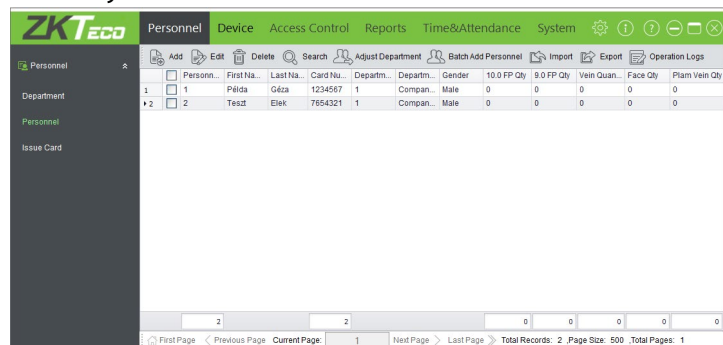 ZKTeco Personnel Device Access Control Reports Time&Attendance System
Personnel
Add Edit Delete Search Adjust Department Batch Add Personnel Import Export Operation Logs
Personn... First Na... Last Na... Card Nu... Departm... Departm... Gender 10.0 FP Qty 9.0 FP Qty Vein Quan... Face Qty Plam Vein Qty
1 1 Példa Géza 1234567 1 Compan... Male 0 0 0 0 0
2 2 Teszt Elek 7654321 1 Compan... Male 0 0 0 0 0
Department
Personnel
Issue Card
2 2 0 0 0 0 0
First Page Previous Page Current Page: 1 Next Page Last Page Total Records: 2 ,Page Size: 500 ,Total Pages: 1